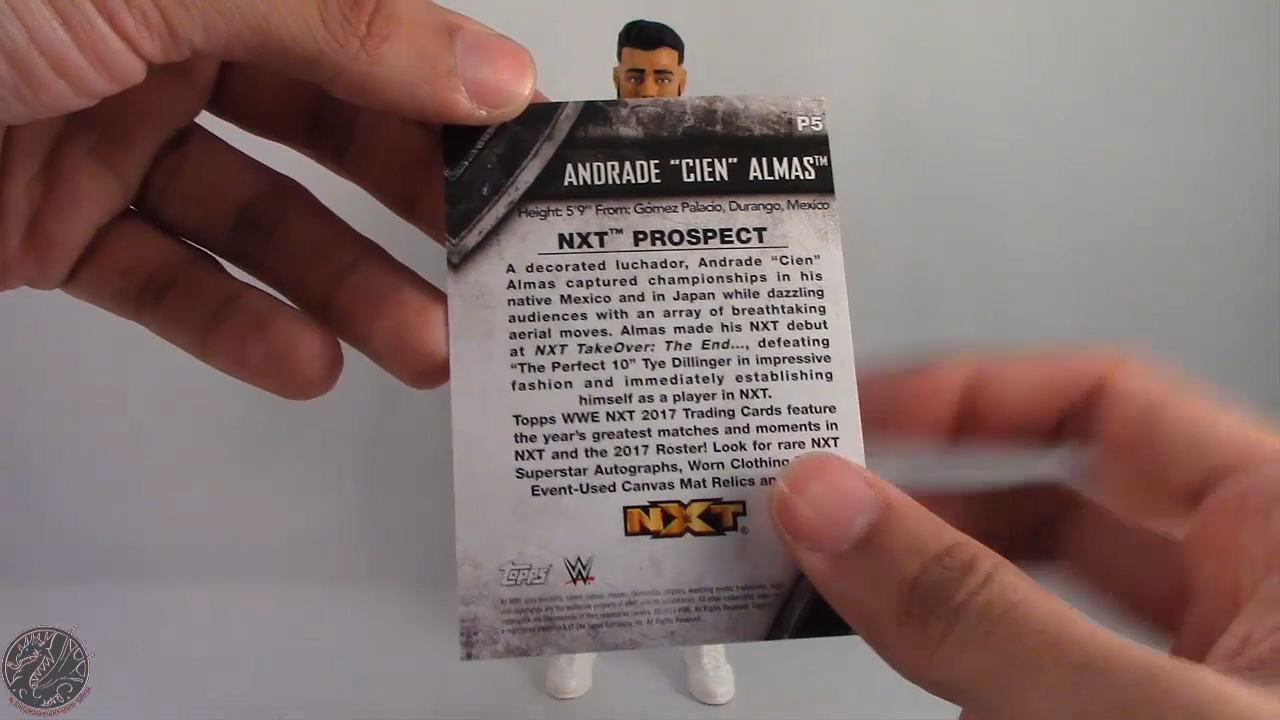 P5
ANDRADE "CIEN" ALMAS™
Height: 5'9" From: Gómez Palacio, Durango, Mexico
NXT™ PROSPECT
A decorated luchador, Andrade "Cien"
Almas captured championships in his
native Mexico and in Japan while dazzling
audiences with an array of breathtaking
aerial moves. Almas made his NXT debut
at NXT TakeOver: The End..., defeating
"The Perfect 10" Tye Dillinger in impressive
fashion and immediately establishing
himself as a player in NXT.
Topps WWE NXT 2017 Trading Cards feature
the year's greatest matches and moments in
NXT and the 2017 Roster! Look for rare NXT
Superstar Autographs, Worn Clothing
Event-Used Canvas Mat Relics
NXT®
Topps W